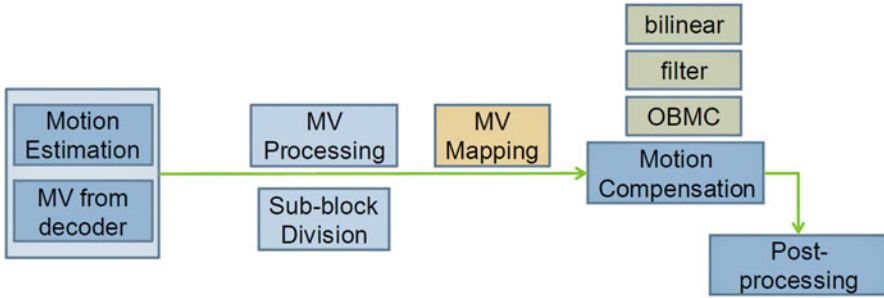 Motion
Estimation
MV from
decoder
MV
Processing
Sub-block
Division
MV
Mapping
bilinear
filter
OBMC
Motion
Compensation
Post-
processing